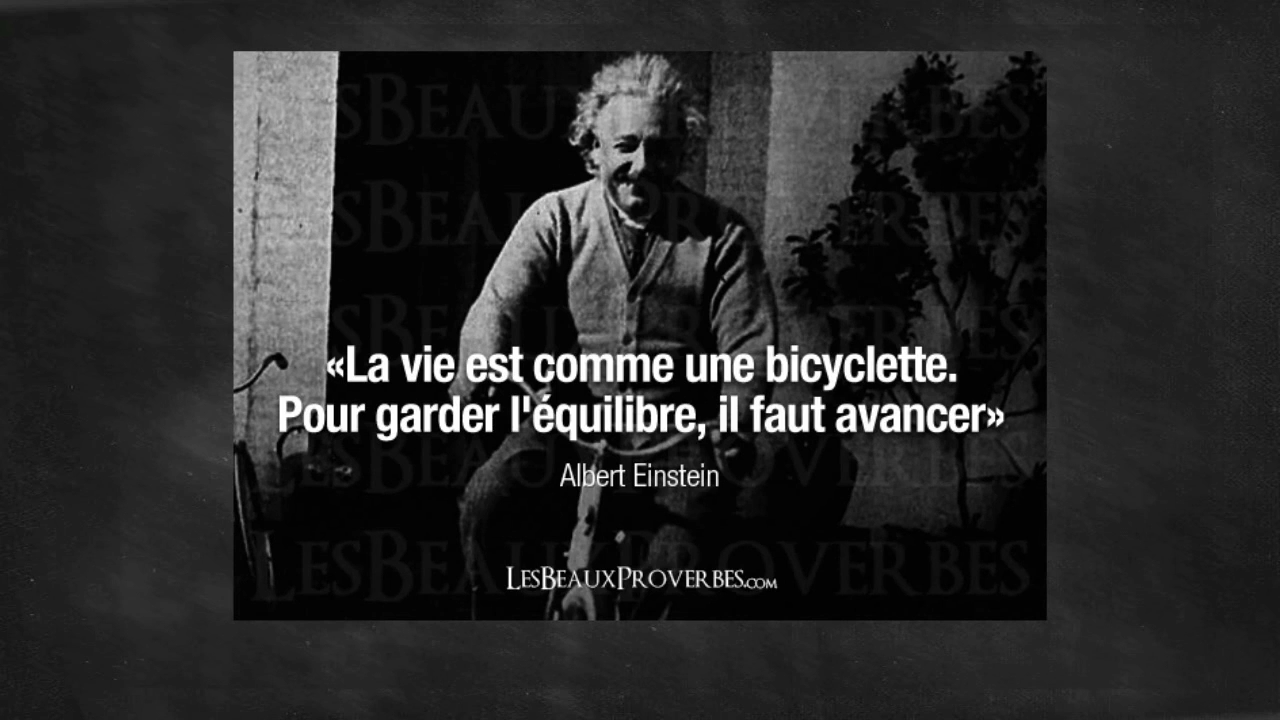 «La vie est comme une bicyclette.
Pour garder l'équilibre, il faut avancer»
Albert Einstein
LESBEAUXPROVERBES.COM